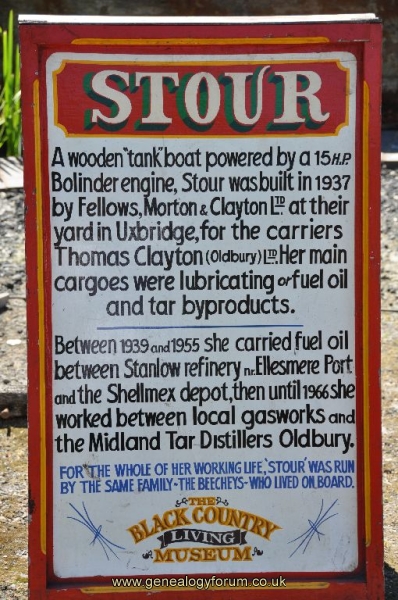 STOUR
A wooden "tank" boat powered by a 15 H.P.
Bolinder engine, Stour was built in 1937
by Fellows, Morton & Clayton LTD at their
yard in Uxbridge, for the carriers
Thomas Clayton (Oldbury) LTD. Her main
cargoes were lubricating or fuel oil
and tar byproducts.
Between 1939 and 1955 she carried fuel oil
between Stanlow refinery nr. Ellesmere Port
and the Shellmex depot, then until 1966 she
worked between local gasworks and
the Midland Tar Distillers Oldbury.
FOR THE WHOLE OF HER WORKING LIFE, 'STOUR' WAS RUN
BY THE SAME FAMILY - THE BEECHEYS - WHO LIVED ON BOARD.
THE
BLACK COUNTRY
LIVING
MUSEUM
www.genealogyforum.co.uk